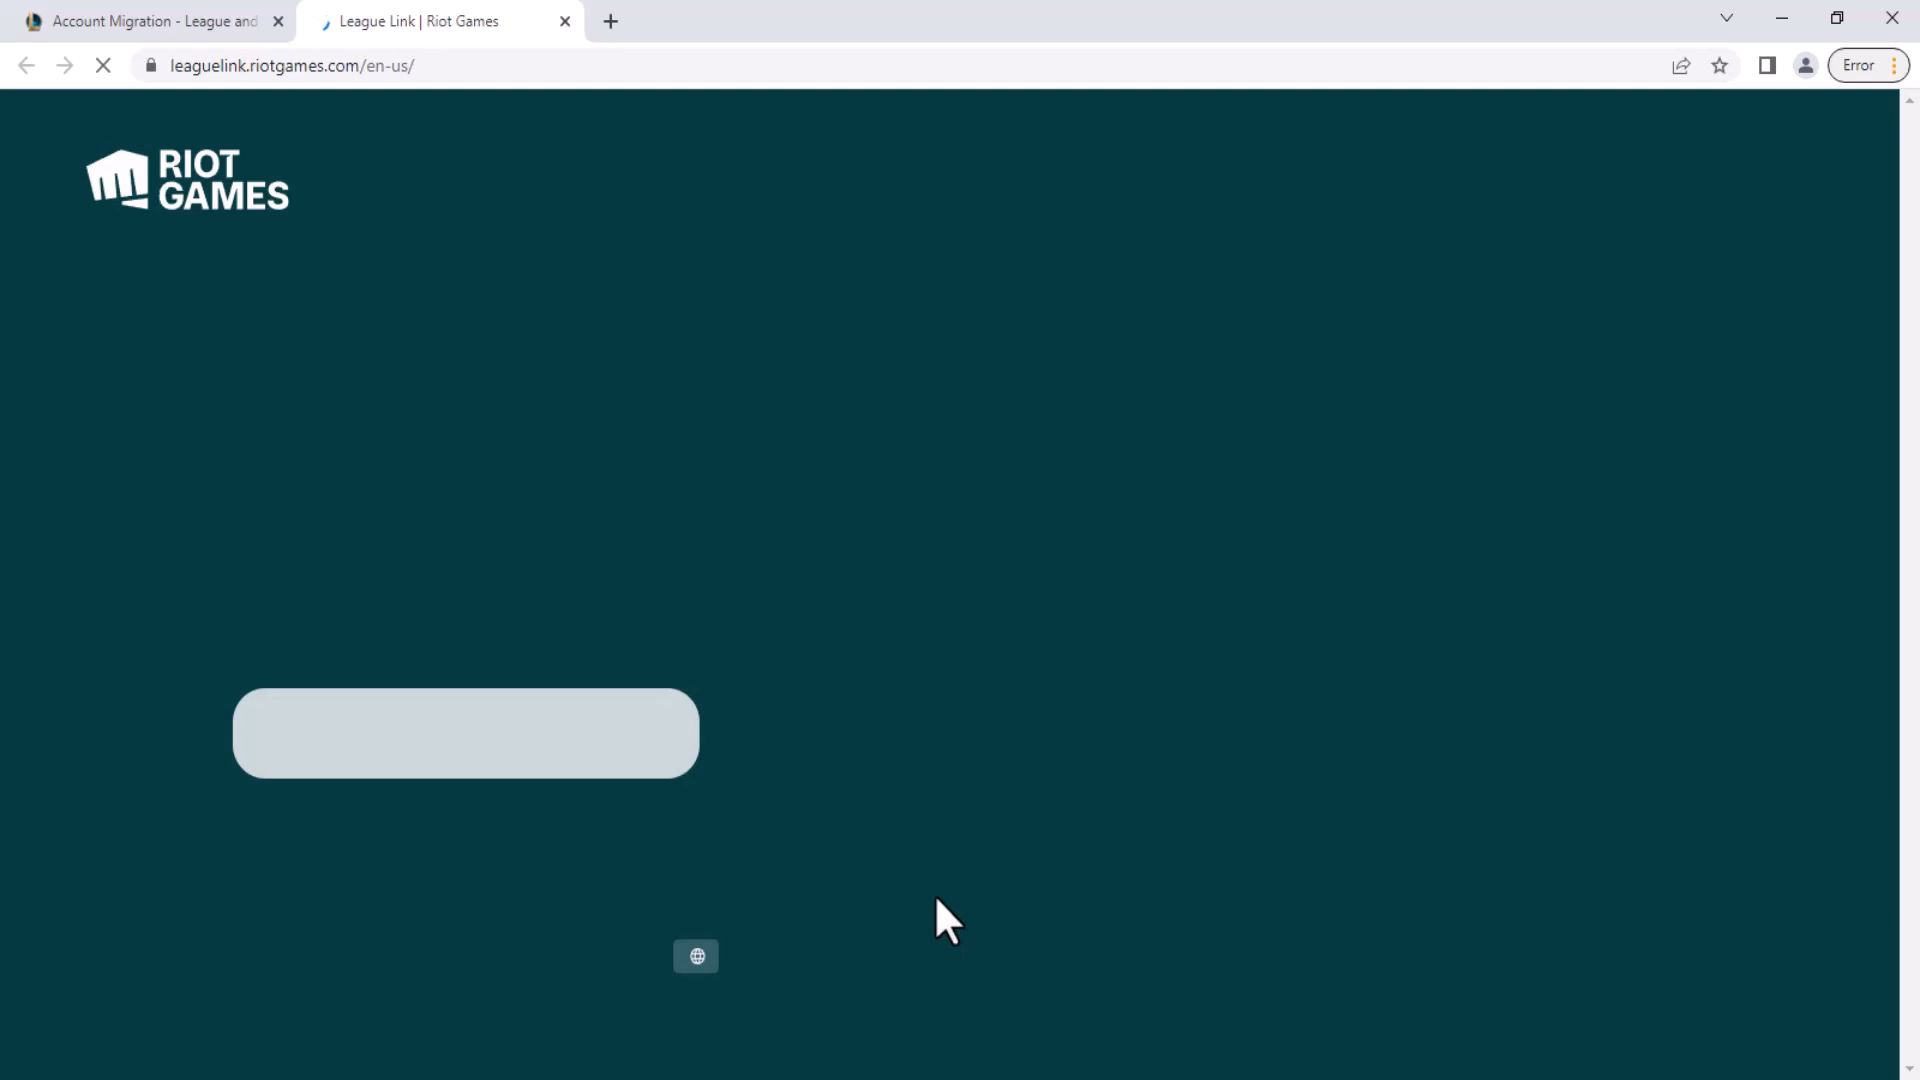 Account Migration - League and
League Link | Riot Games
leaguelink.riotgames.com/en-us/
Error
RIOT
GAMES